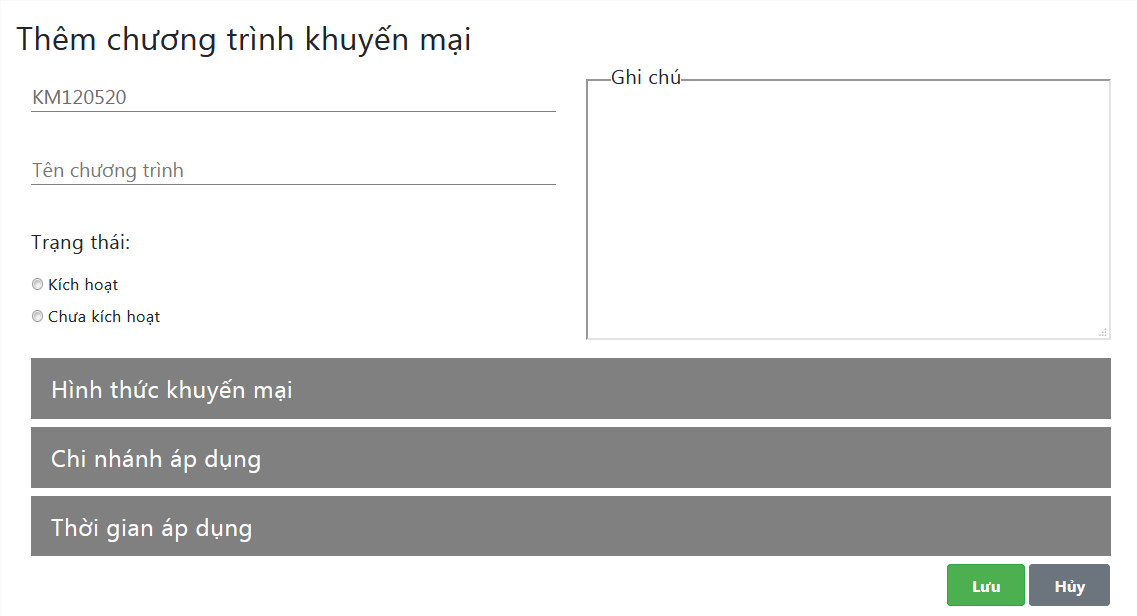 Thêm chương trình khuyến mại
KM120520
Tên chương trình
Trạng thái:
Kích hoạt
Chưa kích hoạt
Ghi chú
Hình thức khuyến mại
Chi nhánh áp dụng
Thời gian áp dụng
Lưu
Hủy